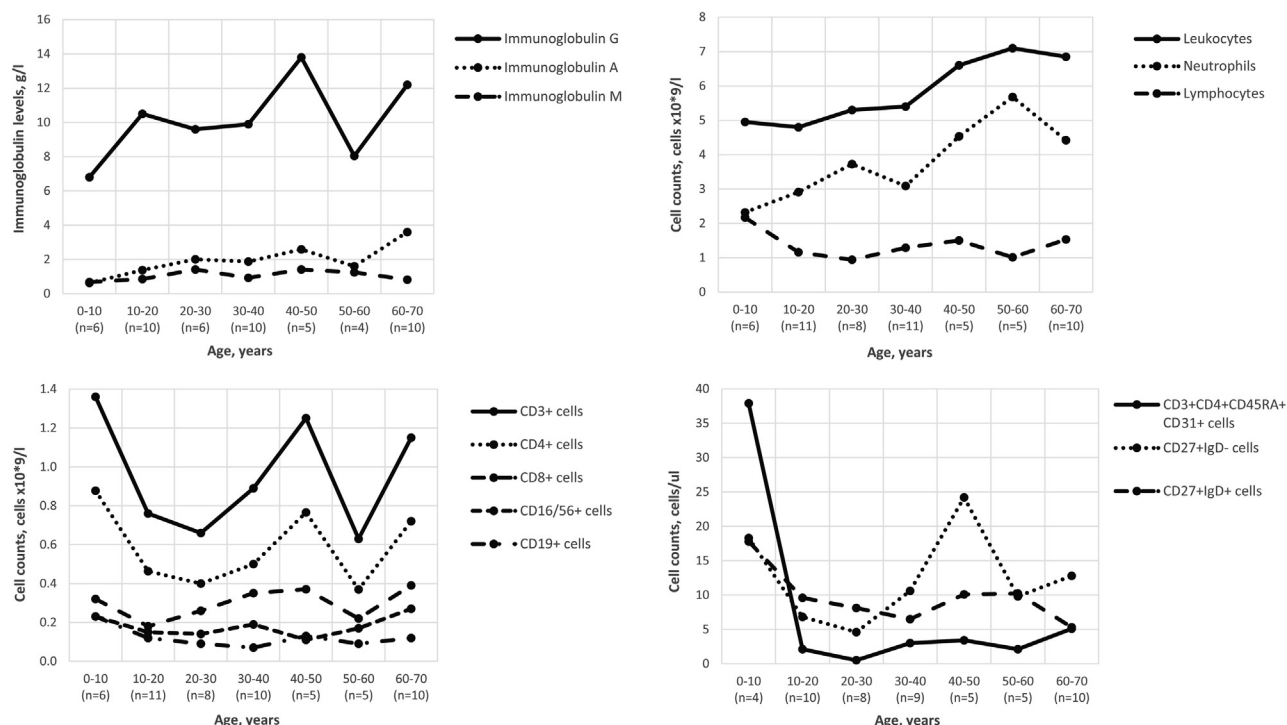 16
14
12
10
8
6
4
2
0
Immunoglobulin levels, g/l
0-10 10-20 20-30 30-40 40-50 50-60 60-70
(n=6) (n=10) (n=6) (n=10) (n=5) (n=4) (n=10)
Age, years
Immunoglobulin G
Immunoglobulin A
Immunoglobulin M
8
7
6
5
4
3
2
1
0
Cell counts, cells x10*9/l
0-10 10-20 20-30 30-40 40-50 50-60 60-70
(n=6) (n=11) (n=8) (n=11) (n=5) (n=5) (n=10)
Age, years
Leukocytes
Neutrophils
Lymphocytes
1.4
1.2
1.0
0.8
0.6
0.4
0.2
0.0
Cell counts, cells x10*9/l
0-10 10-20 20-30 30-40 40-50 50-60 60-70
(n=6) (n=11) (n=8) (n=10) (n=5) (n=5) (n=10)
Age, years
CD3+ cells
CD4+ cells
CD8+ cells
CD16/56+ cells
CD19+ cells
40
35
30
25
20
15
10
5
0
Cell counts, cells/ul
0-10 10-20 20-30 30-40 40-50 50-60 60-70
(n=4) (n=10) (n=8) (n=9) (n=5) (n=5) (n=10)
Age, years
CD3+CD4+CD45RA+
CD31+ cells
CD27+IgD- cells
CD27+IgD+ cells